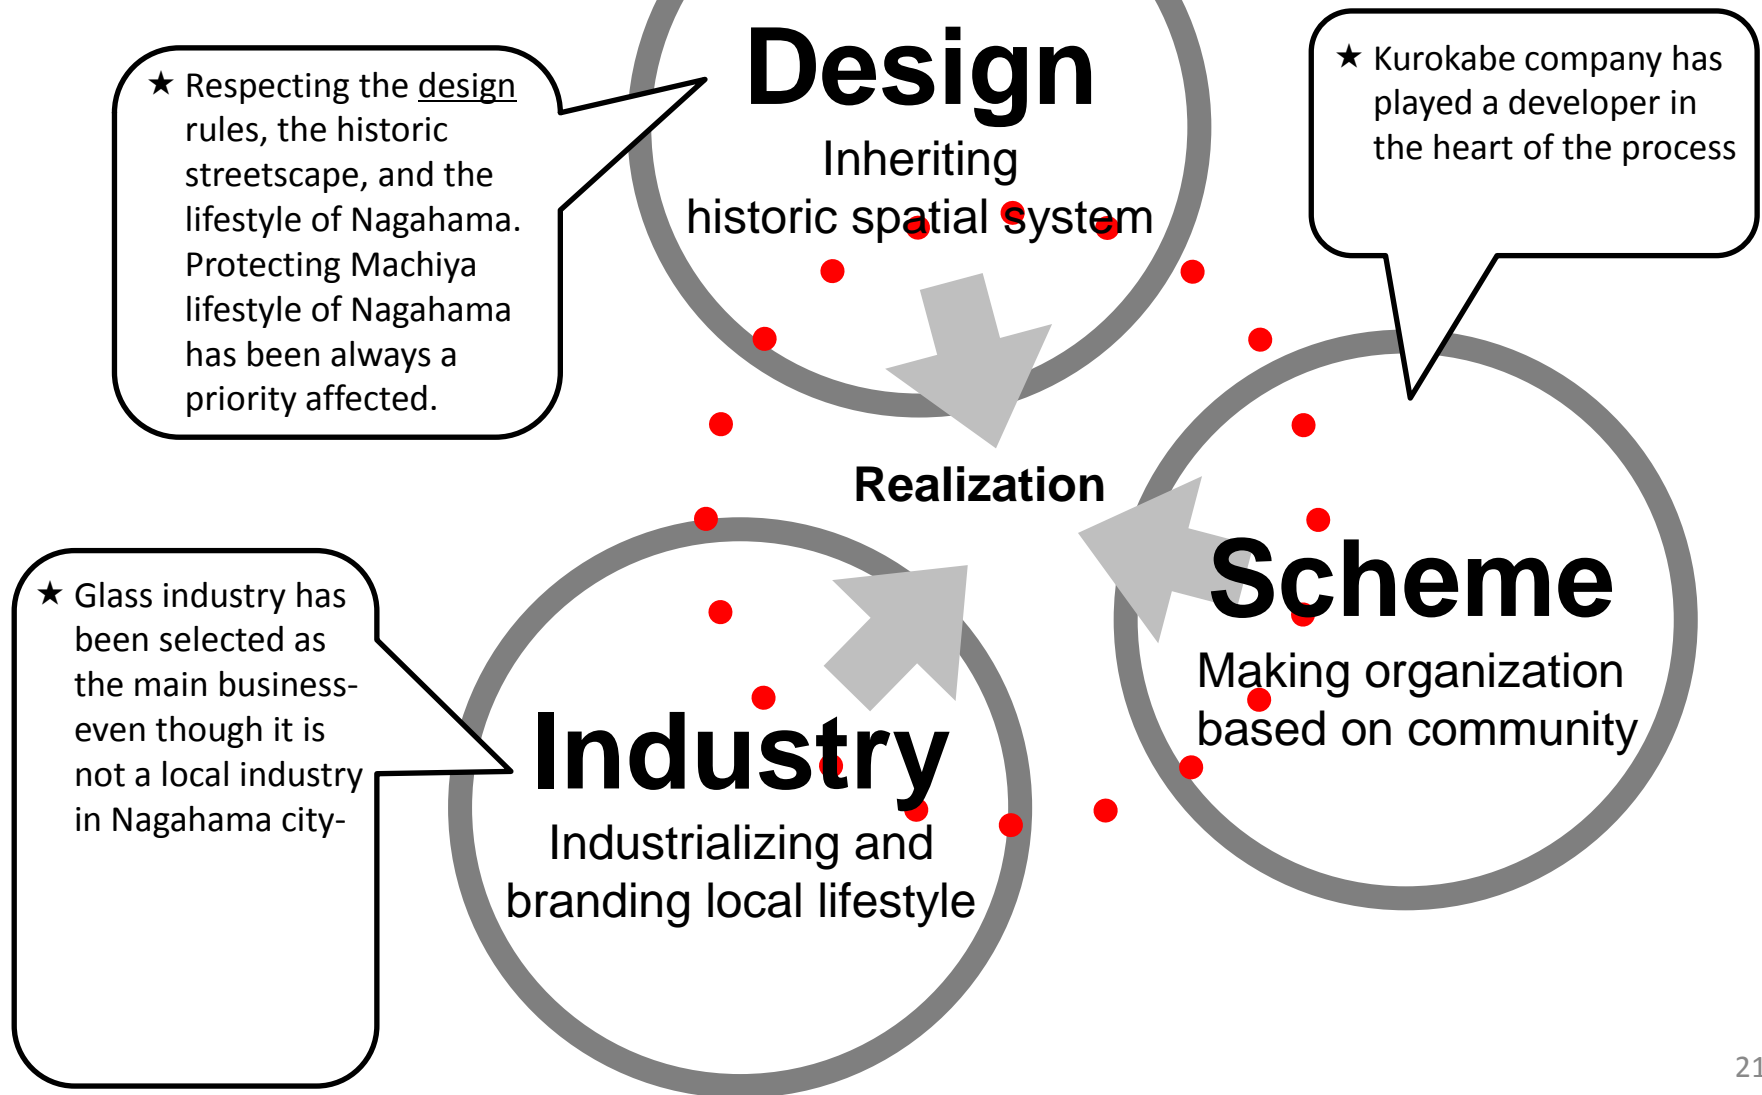 Design
Inheriting
historic spatial system
★ Respecting the design
rules, the historic
streetscape, and the
lifestyle of Nagahama.
Protecting Machiya
lifestyle of Nagahama
has been always a
priority affected.
★ Kurokabe company has
played a developer in
the heart of the process
Realization
Scheme
Making organization
based on community
★ Glass industry has
been selected as
the main business-
even though it is
not a local industry
in Nagahama city-
Industry
Industrializing and
branding local lifestyle
21